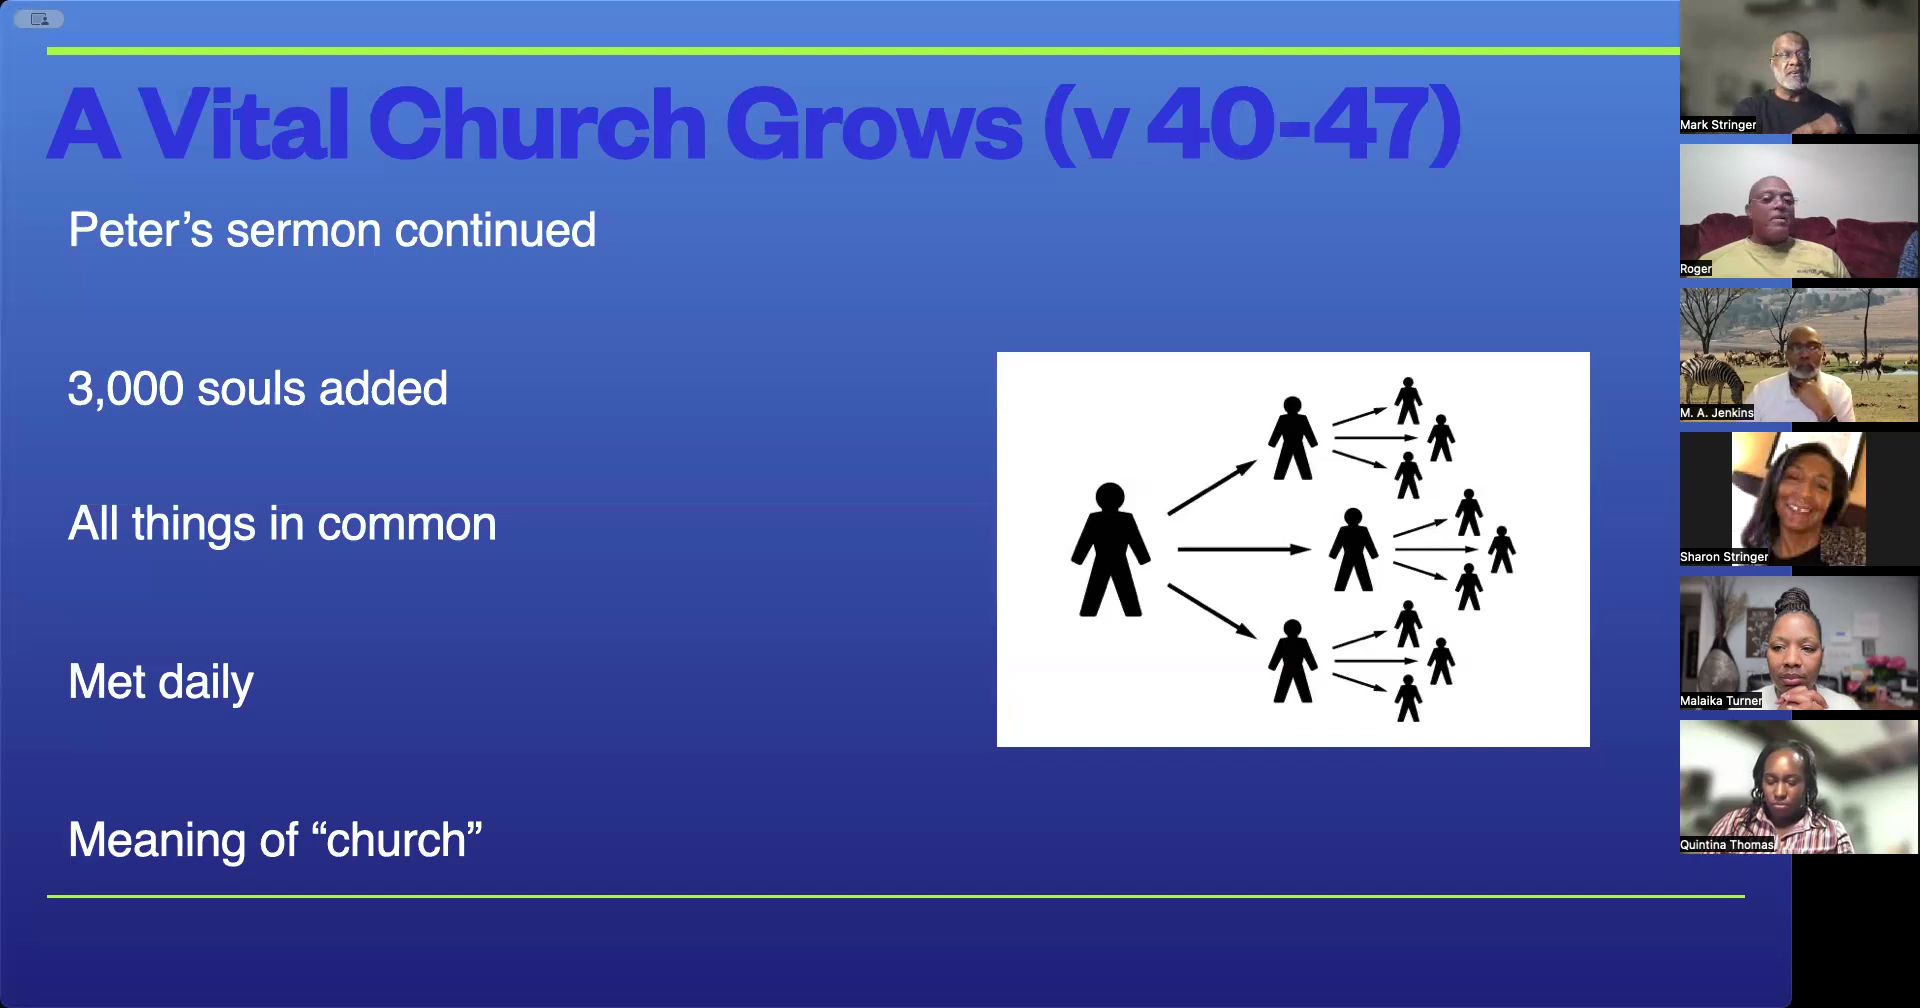 A Vital Church Grows (v 40-47)
Peter’s sermon continued
3,000 souls added
All things in common
Met daily
Meaning of “church”
Mark Stringer
Roger
M. A. Jenkins
Sharon Stringer
Malaika Turner
Quintina Thomas